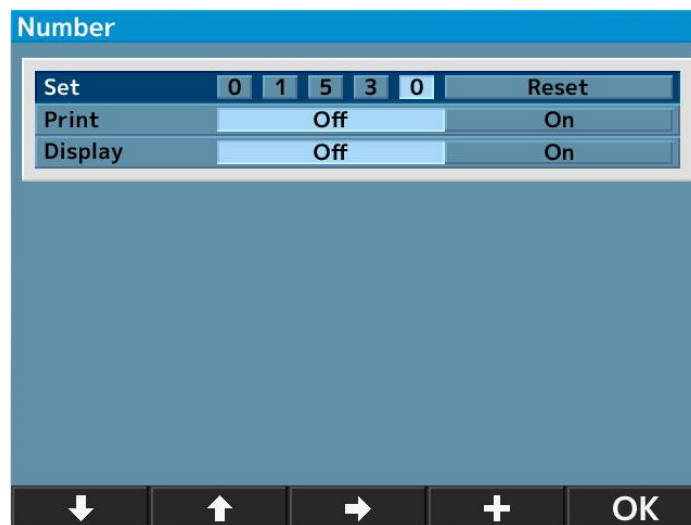 Number
Set 0 1 5 3 0 Reset
Print Off On
Display Off On
OK